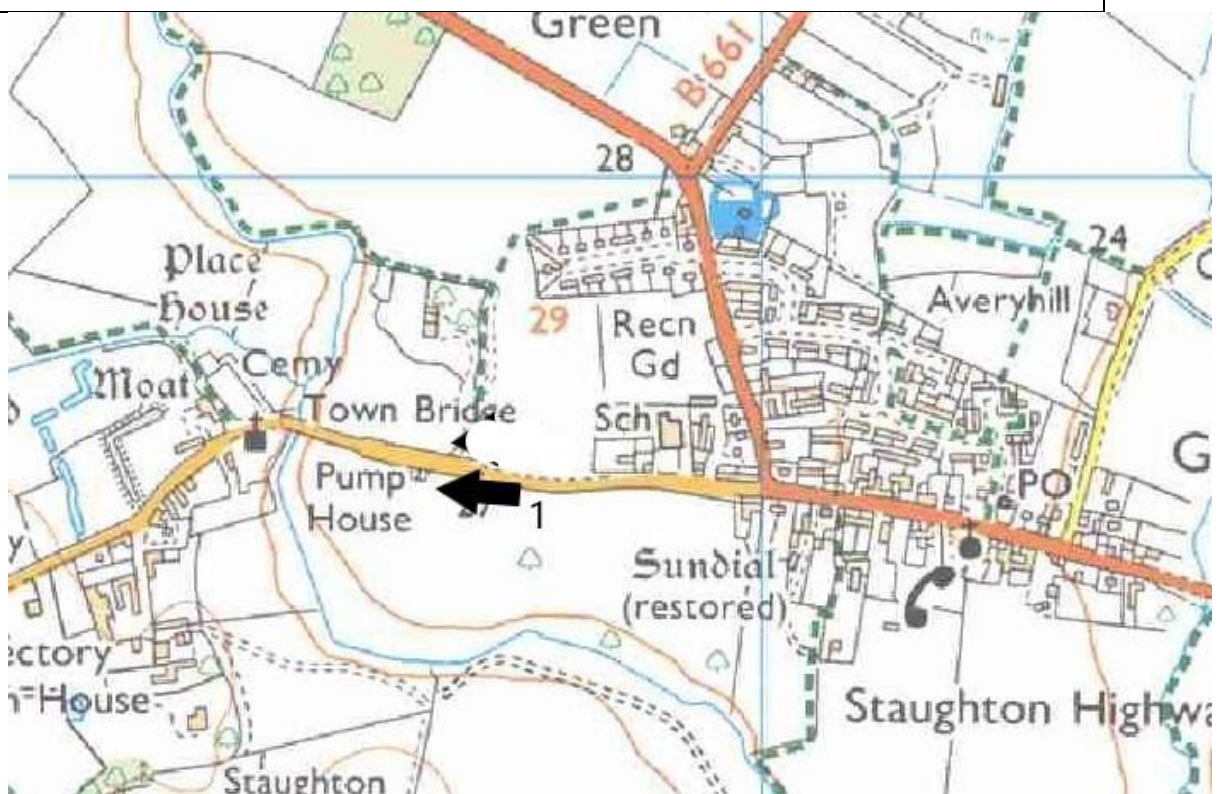 Green
B 661
28
Place
House
24
29
Averyhill
Recn
Gd
Cemy
Moat
Town Bridge
Sch
G
Pump
House
1
PO
Sundial
(restored)
ectory
n-House
Staughton Highwa
Staughton